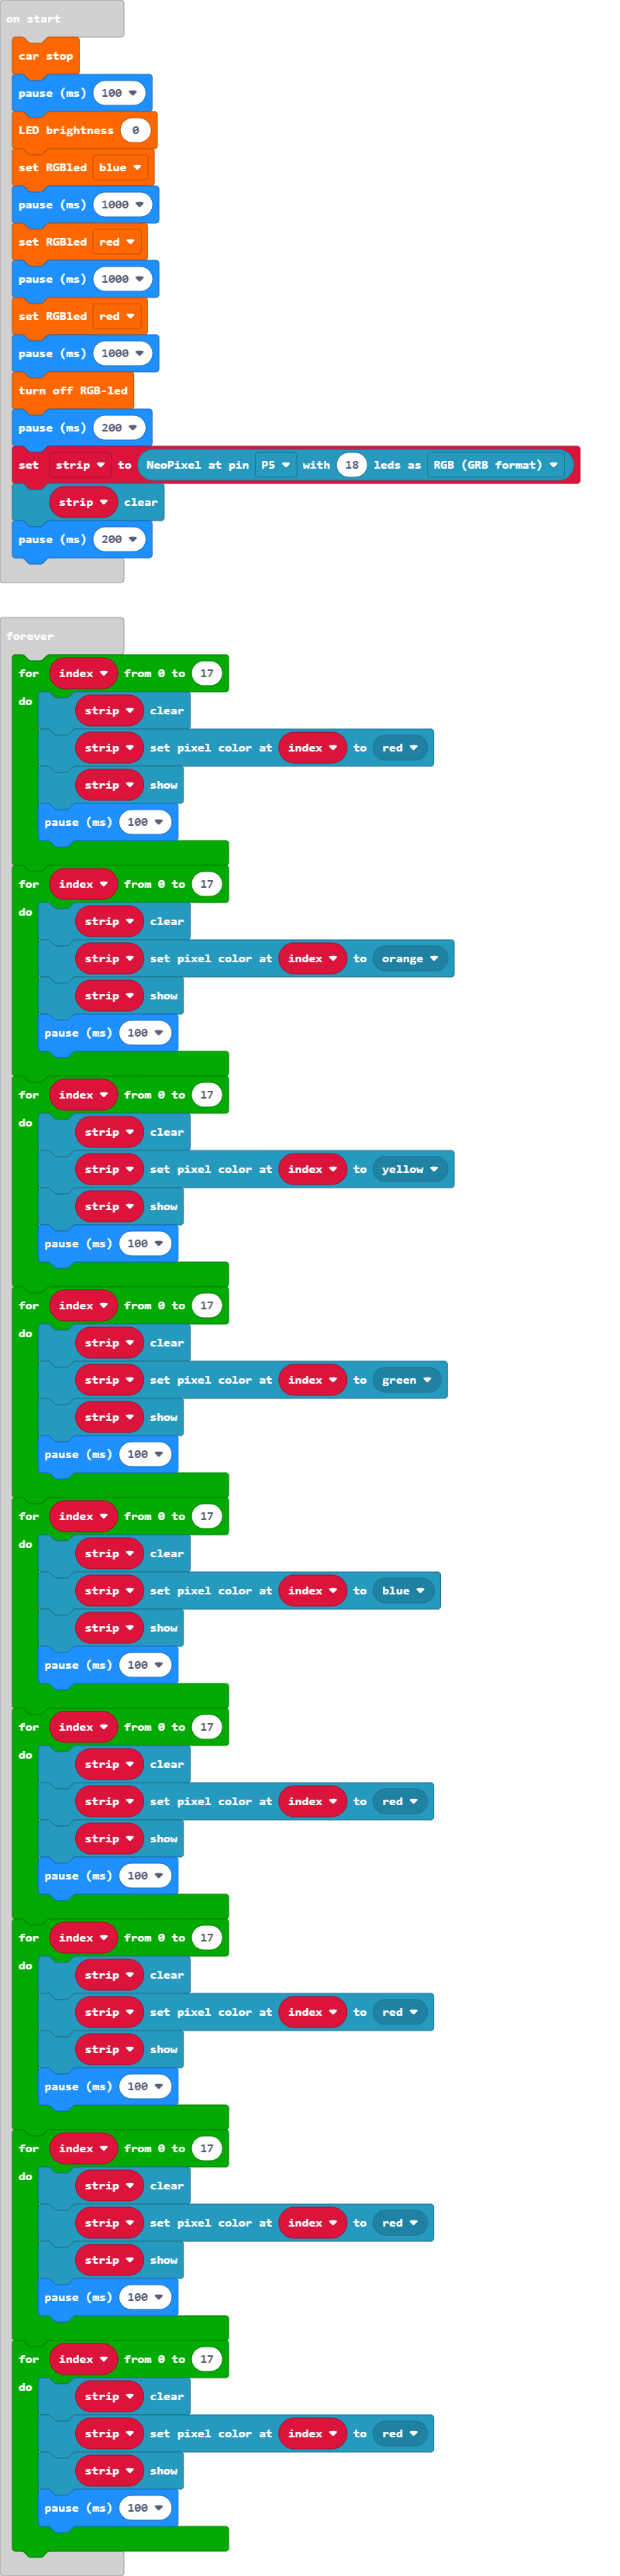 on start
car stop
pause (ms) 100
LED brightness 0
set RGBled blue
pause (ms) 1000
set RGBled red
pause (ms) 1000
set RGBled red
pause (ms) 1000
turn off RGB-led
pause (ms) 200
set strip to NeoPixel at pin P5 with 18 leds as RGB (GRB format)
strip clear
pause (ms) 200
forever
for index from 0 to 17
do
strip clear
strip set pixel color at index to red
strip show
pause (ms) 100
for index from 0 to 17
do
strip clear
strip set pixel color at index to orange
strip show
pause (ms) 100
for index from 0 to 17
do
strip clear
strip set pixel color at index to yellow
strip show
pause (ms) 100
for index from 0 to 17
do
strip clear
strip set pixel color at index to green
strip show
pause (ms) 100
for index from 0 to 17
do
strip clear
strip set pixel color at index to blue
strip show
pause (ms) 100
for index from 0 to 17
do
strip clear
strip set pixel color at index to red
strip show
pause (ms) 100
for index from 0 to 17
do
strip clear
strip set pixel color at index to red
strip show
pause (ms) 100
for index from 0 to 17
do
strip clear
strip set pixel color at index to red
strip show
pause (ms) 100
for index from 0 to 17
do
strip clear
strip set pixel color at index to red
strip show
pause (ms) 100